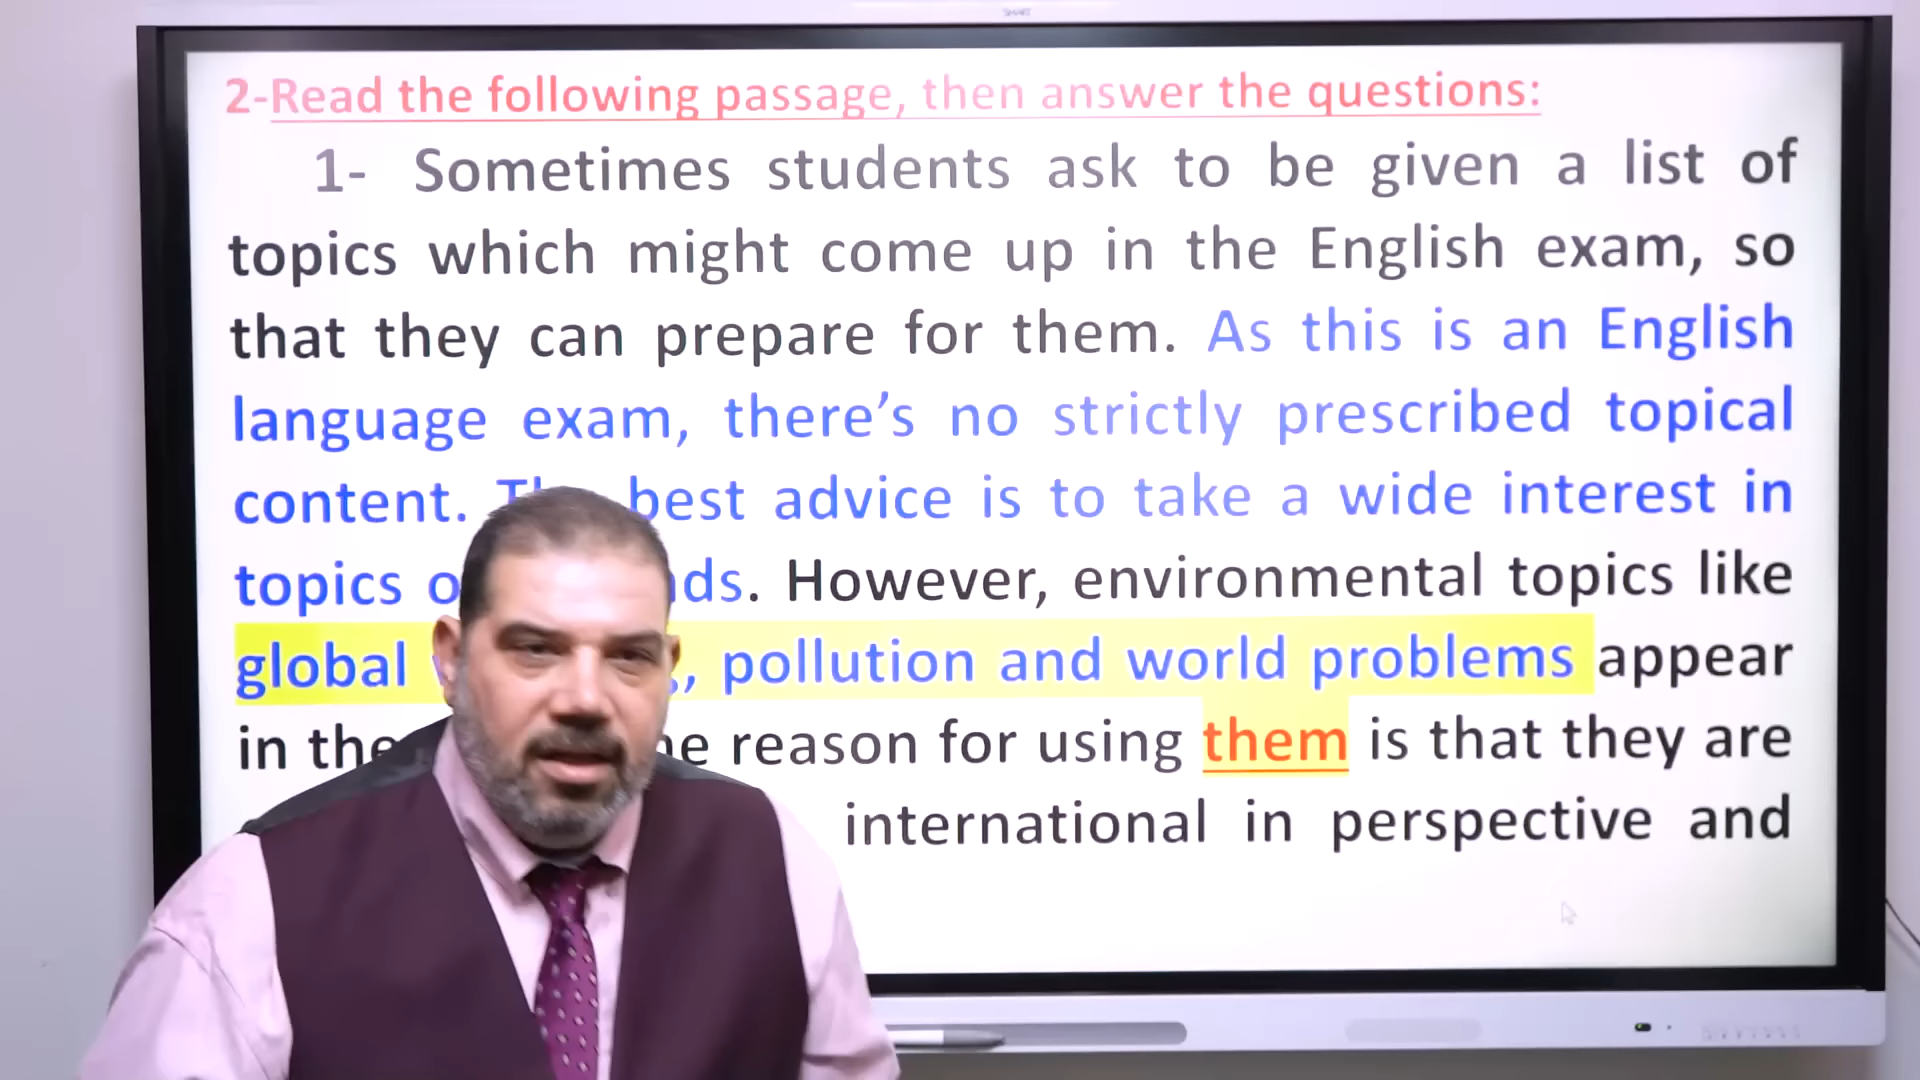 SMART
2-Read the following passage, then answer the questions:
1- Sometimes students ask to be given a list of
topics which might come up in the English exam, so
that they can prepare for them. As this is an English
language exam, there's no strictly prescribed topical
content. best advice is to take a wide interest in
topics However, environmental topics like
global pollution and world problems appear
in reason for using them is that they are
international in perspective and